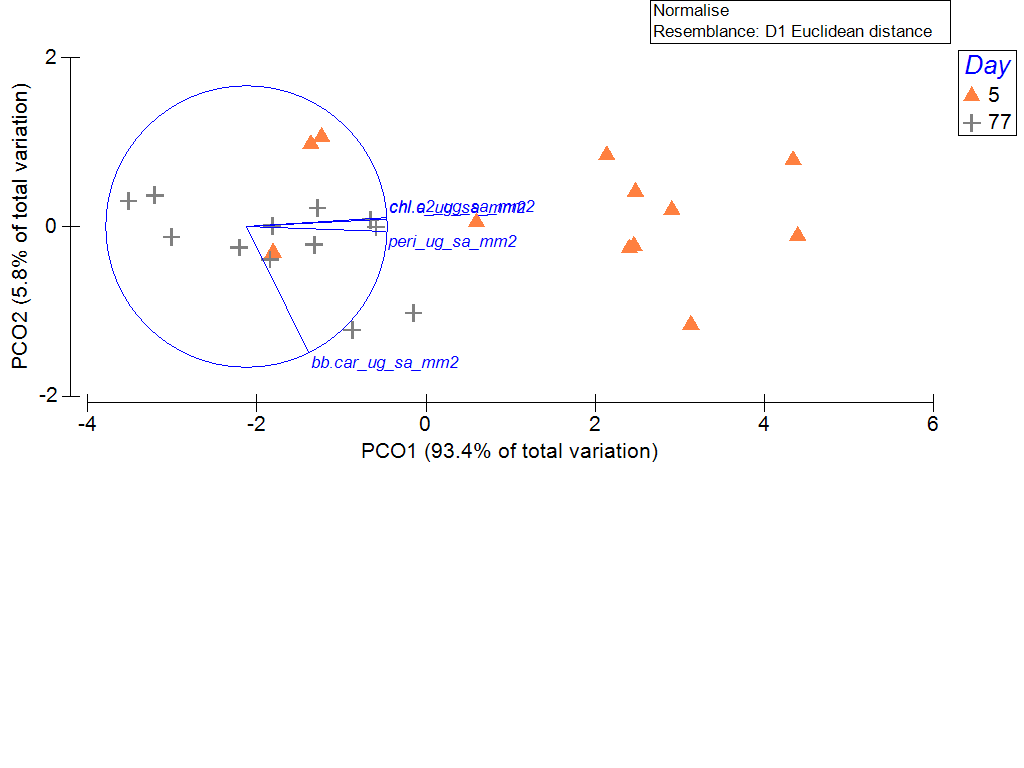 Normalise
Resemblance: D1 Euclidean distance
Day
5
77
2
0
-2
PCO2 (5.8% of total variation)
peri_ug_sa_mm2
bb.car_ug_sa_mm2
-4
-2
0
2
4
6
PCO1 (93.4% of total variation)